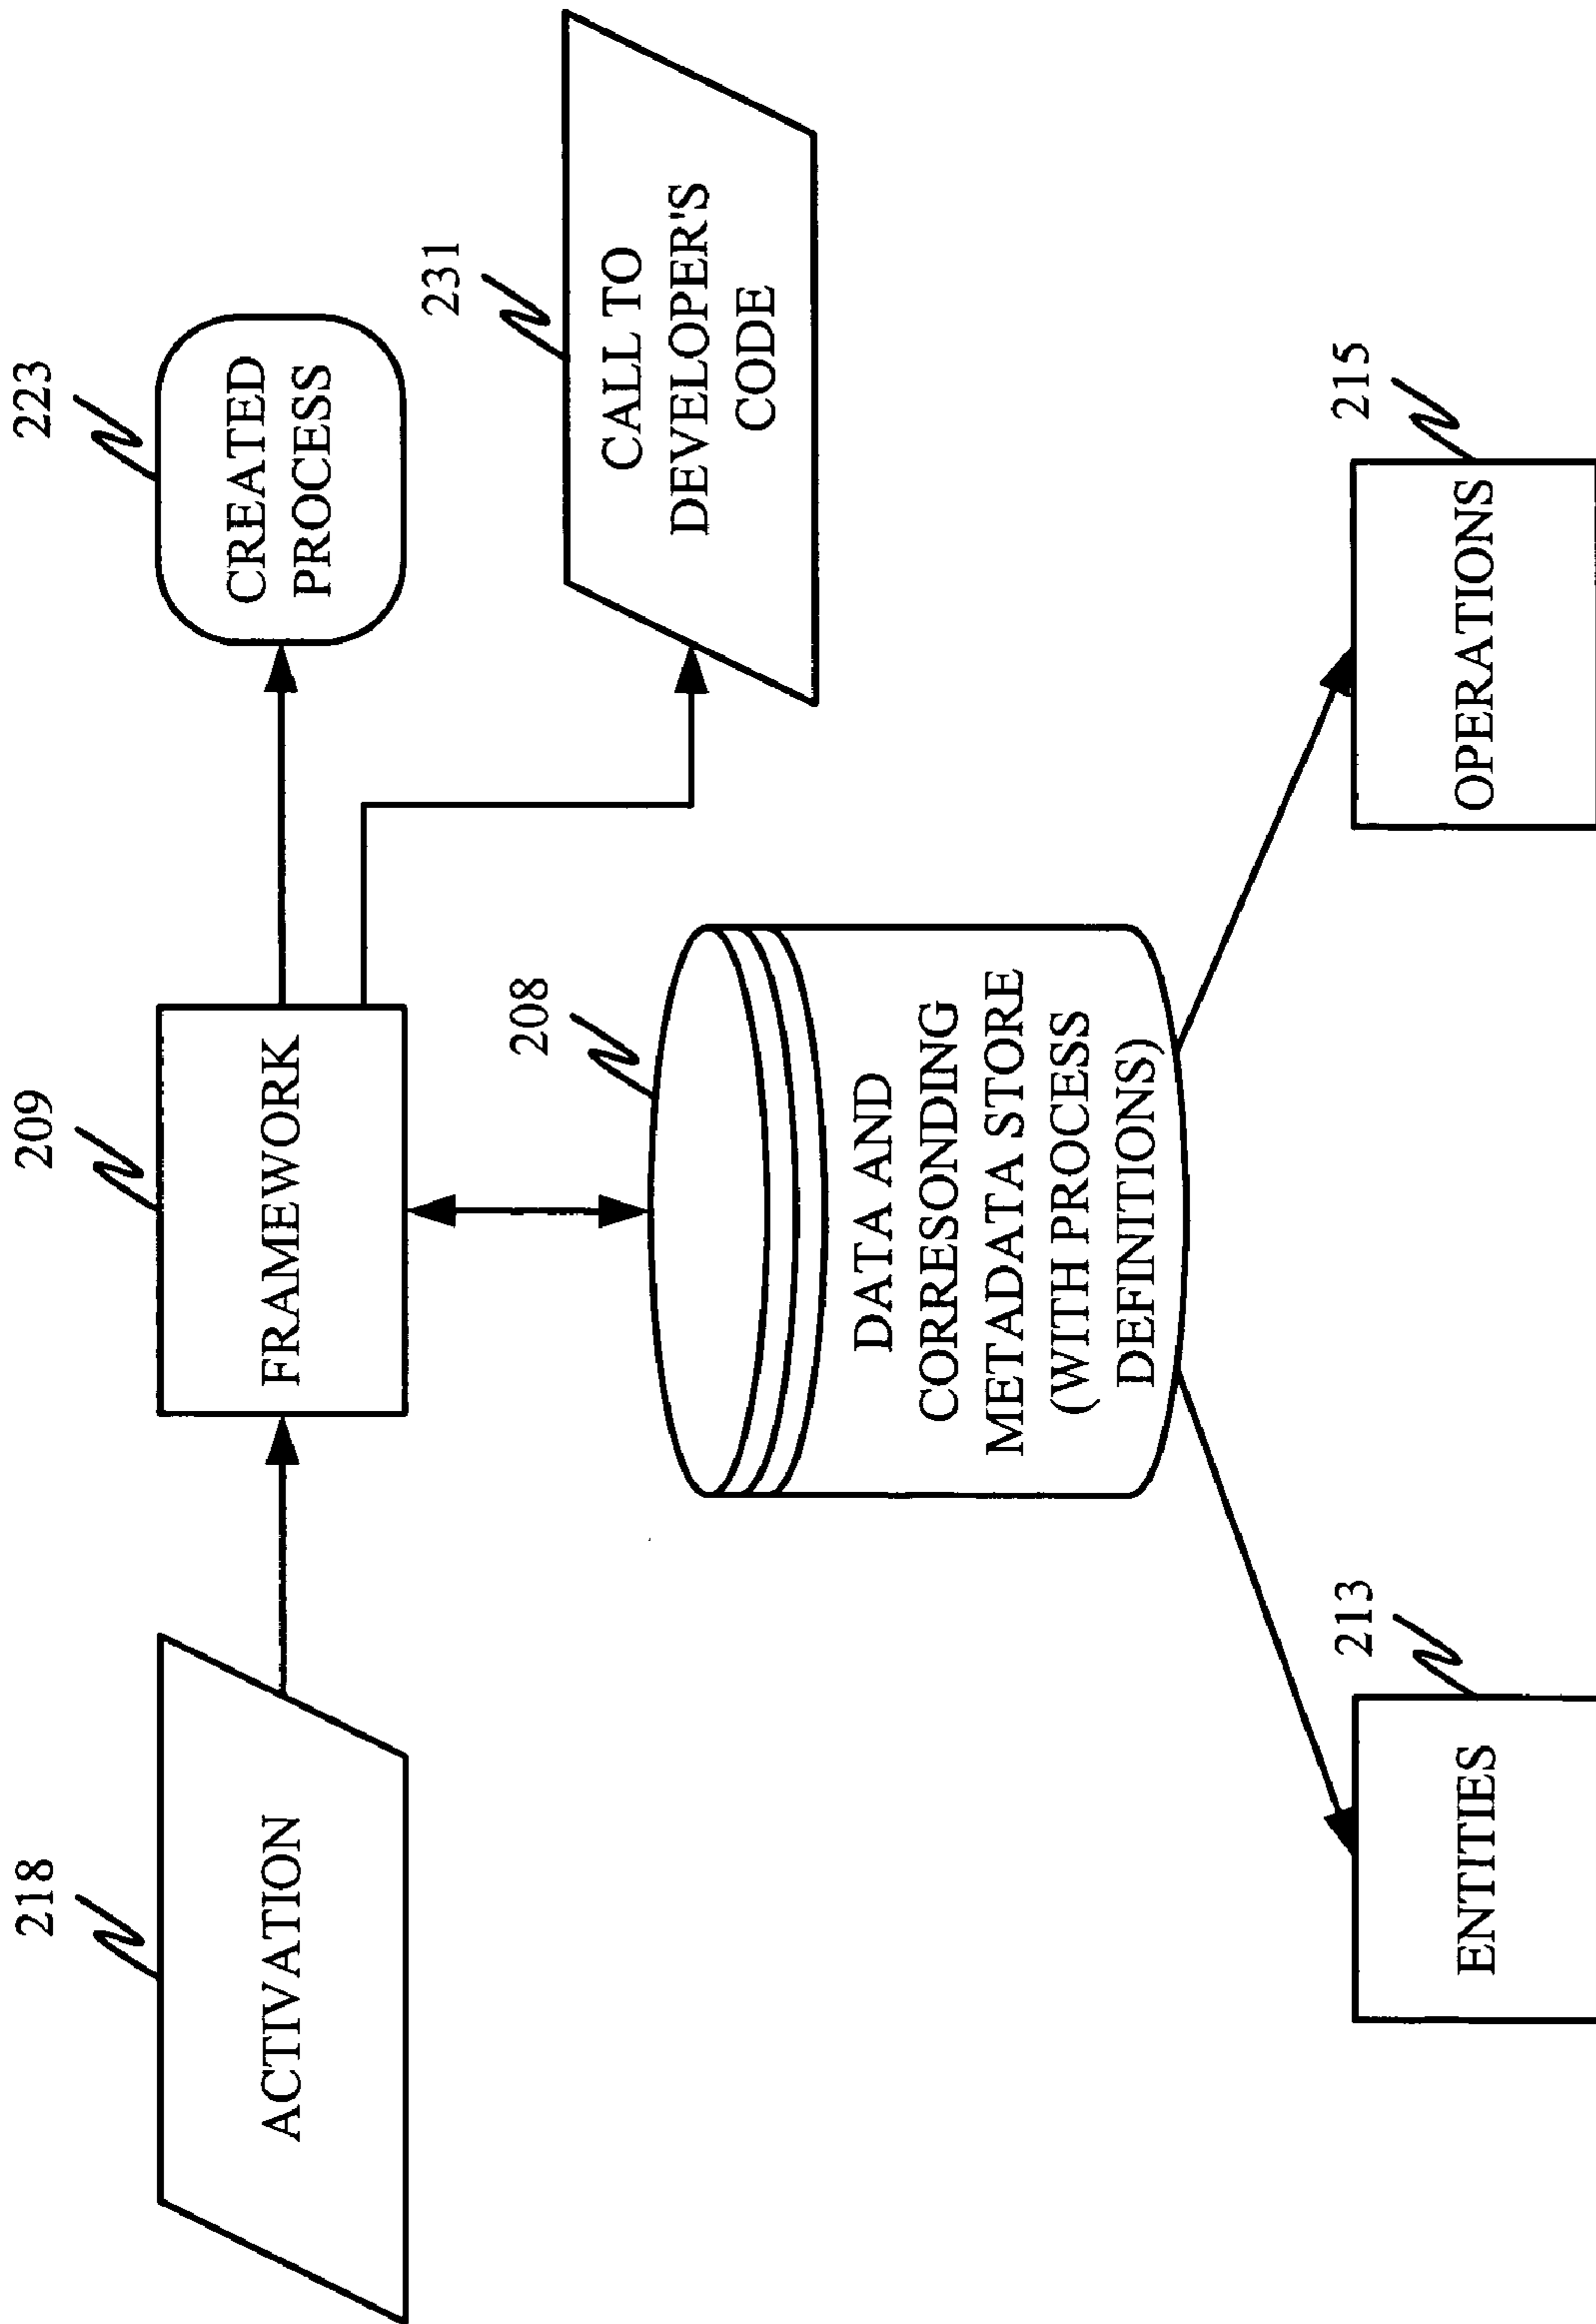 218
ACTIVATION
209
FRAMEWORK
223
CREATED
PROCESS
231
CALL TO
DEVELOPER'S
CODE
208
DATA AND
CORRESONDING
METADATA STORE
(WITH PROCESS
DEFINITIONS)
213
ENTITIES
215
OPERATIONS